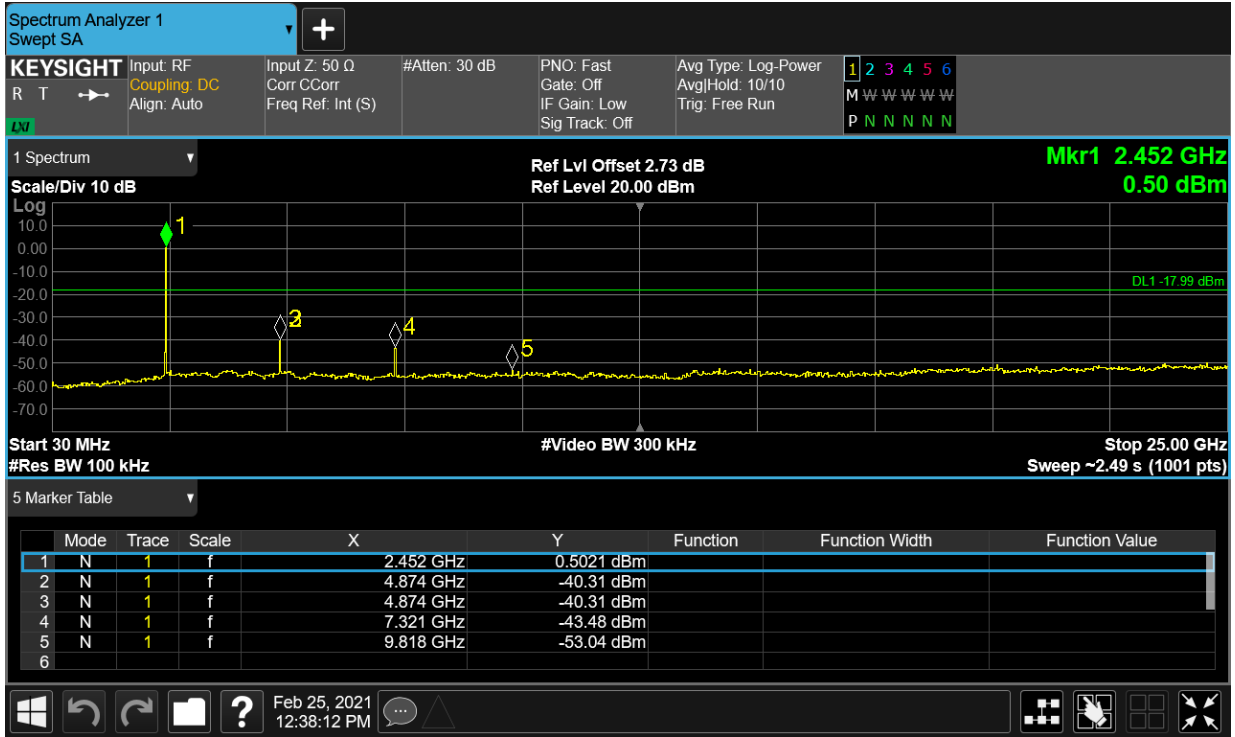 Spectrum Analyzer 1
Swept SA
KEYSIGHT Input: RF Input Z: 50 Ω #Atten: 30 dB PNO: Fast Avg Type: Log-Power 1 2 3 4 5 6
R T Coupling: DC Corr CCorr Gate: Off Avg|Hold: 10/10 M W W W W W W
Align: Auto Freq Ref: Int (S) IF Gain: Low Trig: Free Run
LXI Sig Track: Off P N N N N N N
1 Spectrum Ref Lvl Offset 2.73 dB Mkr1 2.452 GHz
Scale/Div 10 dB Ref Level 20.00 dBm 0.50 dBm
Log
10.0 1
0.00
-10.0
DL1 -17.99 dBm
-20.0
-30.0 3 4
-40.0
-50.0 5
-60.0
-70.0
Start 30 MHz #Video BW 300 kHz Stop 25.00 GHz
#Res BW 100 kHz Sweep ~2.49 s (1001 pts)
5 Marker Table
Mode Trace Scale X Y Function Function Width Function Value
1 N 1 f 2.452 GHz 0.5021 dBm
2 N 1 f 4.874 GHz -40.31 dBm
3 N 1 f 4.874 GHz -40.31 dBm
4 N 1 f 7.321 GHz -43.48 dBm
5 N 1 f 9.818 GHz -53.04 dBm
6
? Feb 25, 2021
12:38:12 PM